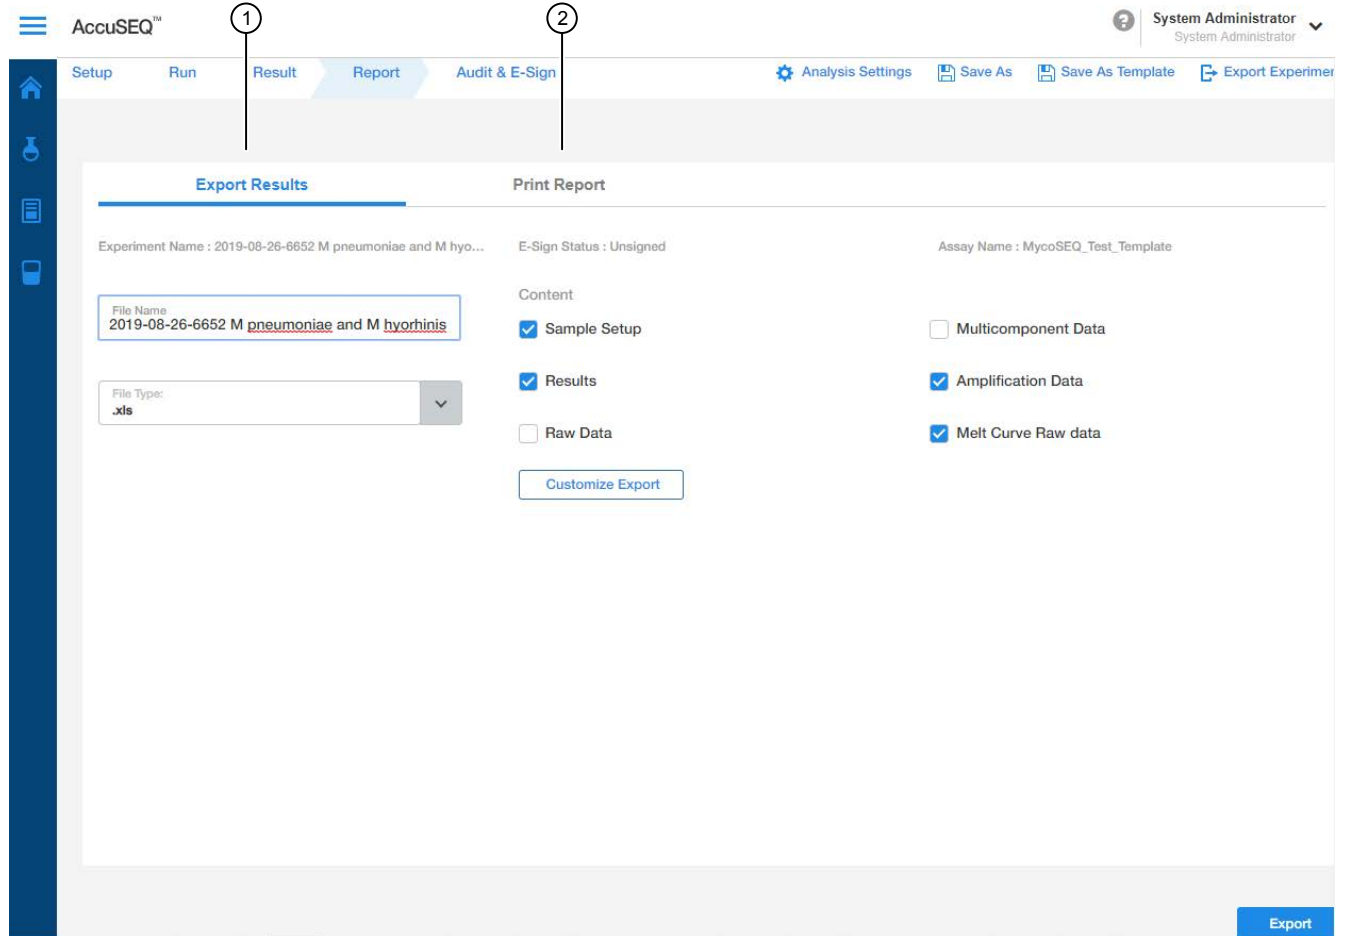 AccuSEQ™
1
2
System Administrator
System Administrator
Setup Run Result Report Audit & E-Sign Analysis Settings Save As Save As Template Export Experimen
Export Results Print Report
Experiment Name : 2019-08-26-6652 M pneumoniae and M hyo... E-Sign Status : Unsigned Assay Name : MycoSEQ_Test_Template
File Name
2019-08-26-6652 M pneumoniae and M hyorhinis
File Type:
.xls
Content
Sample Setup Multicomponent Data
Results Amplification Data
Raw Data Melt Curve Raw data
Customize Export
Export